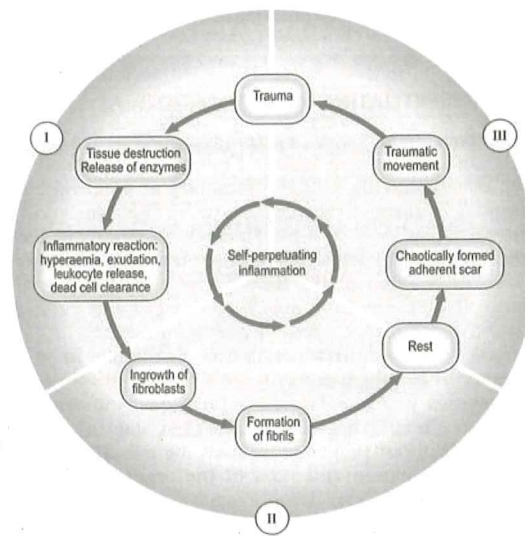 Trauma
I
III
Tissue destruction
Release of enzymes
Traumatic
movement
Inflammatory reaction:
hyperaemia, exudation,
leukocyte release,
dead cell clearance
Self-perpetuating
inflammation
Chaotically formed
adherent scar
Rest
Ingrowth of
fibroblasts
Formation
of fibrils
II